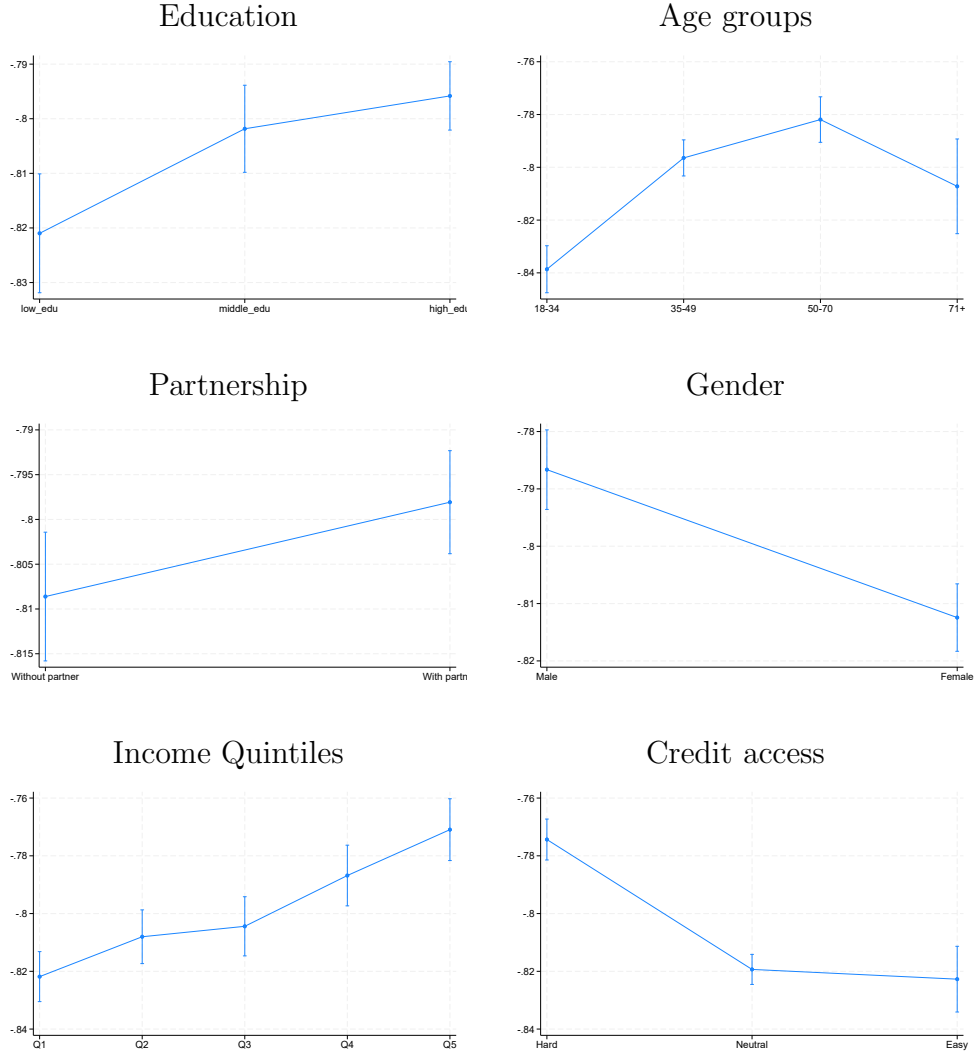 Education
-.79
-.8
-.81
-.82
-.83
low_edu middle_edu high_edu
Age groups
-.76
-.78
-.8
-.82
-.84
18-34 35-49 50-70 71+
Partnership
-.79
-.795
-.8
-.805
-.81
-.815
Without partner With partn
Gender
-.78
-.79
-.8
-.81
-.82
Male Female
Income Quintiles
-.76
-.78
-.8
-.82
-.84
Q1 Q2 Q3 Q4 Q5
Credit access
-.76
-.78
-.8
-.82
-.84
Hard Neutral Easy